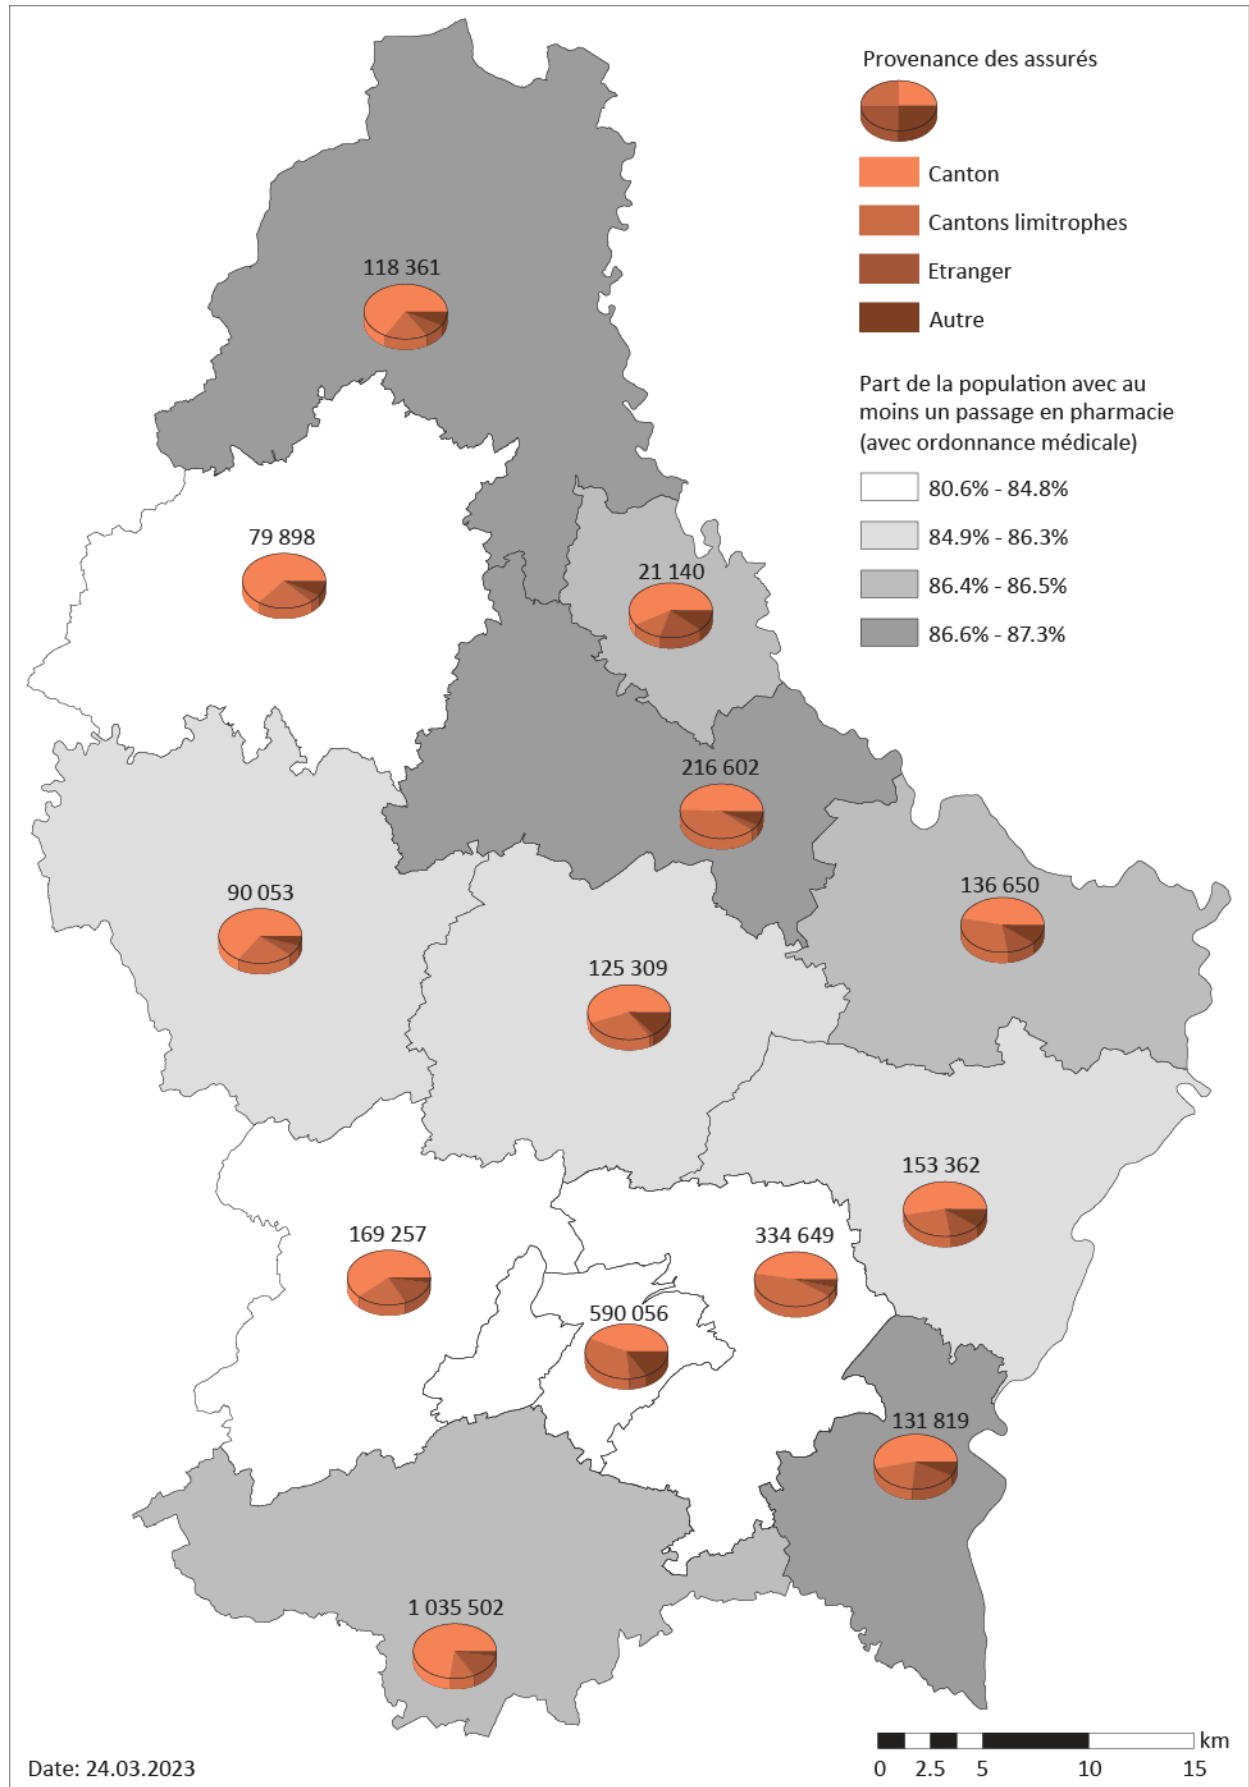 Provenance des assurés
Canton
Cantons limitrophes
Etranger
Autre
Part de la population avec au
moins un passage en pharmacie
(avec ordonnance médicale)
80.6% - 84.8%
84.9% - 86.3%
86.4% - 86.5%
86.6% - 87.3%
118 361
79 898
21 140
216 602
90 053
136 650
125 309
153 362
169 257
334 649
590 056
131 819
1 035 502
km
0 2.5 5 10 15
Date: 24.03.2023